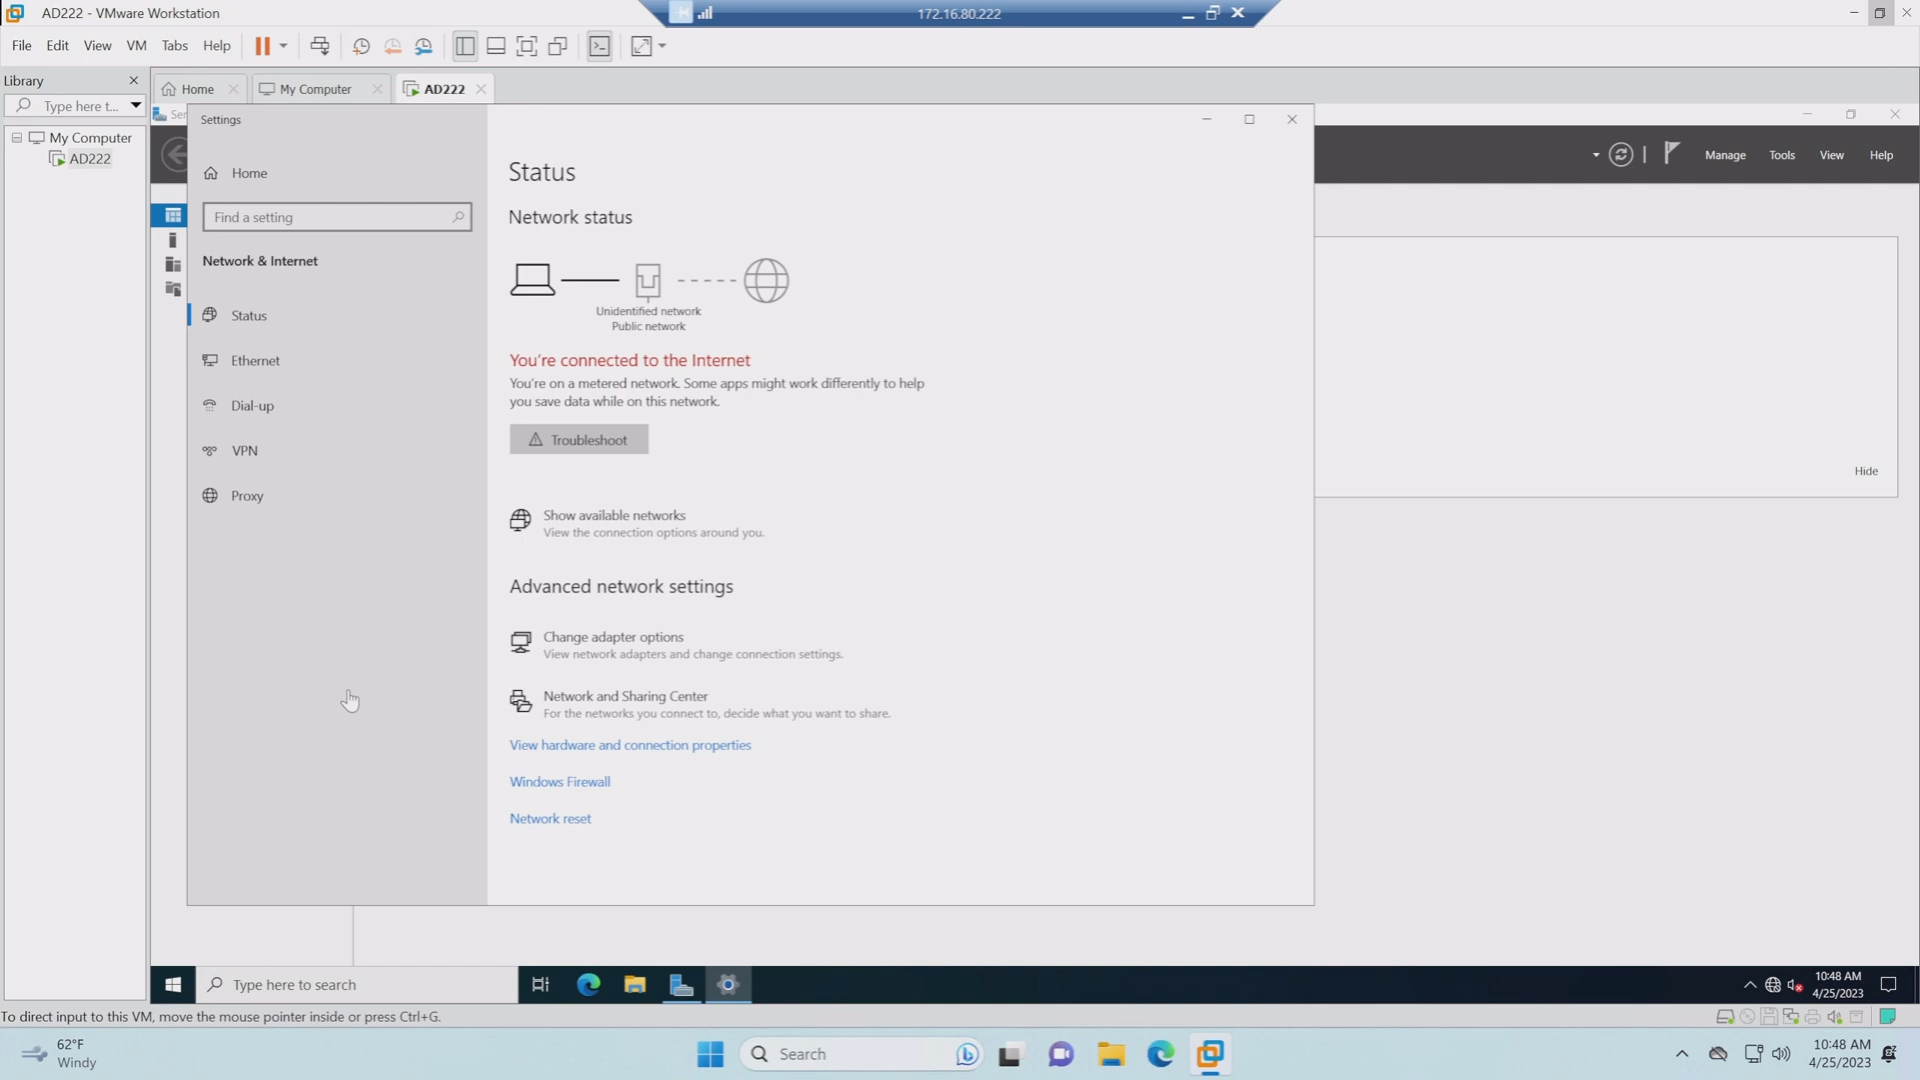 AD222 - VMware Workstation
172.16.80.222
File Edit View VM Tabs Help
Library
Home
My Computer
AD222
Type here t...
My Computer
AD222
Ser
Manage Tools View Help
Hide
Settings
Home
Find a setting
Network & Internet
Status
Ethernet
Dial-up
VPN
Proxy
Status
Network status
Unidentified network
Public network
You're connected to the Internet
You're on a metered network. Some apps might work differently to help
you save data while on this network.
Troubleshoot
Show available networks
View the connection options around you.
Advanced network settings
Change adapter options
View network adapters and change connection settings.
Network and Sharing Center
For the networks you connect to, decide what you want to share.
View hardware and connection properties
Windows Firewall
Network reset
Type here to search
10:48 AM
4/25/2023
To direct input to this VM, move the mouse pointer inside or press Ctrl+G.
62°F
Windy
Search
10:48 AM
4/25/2023